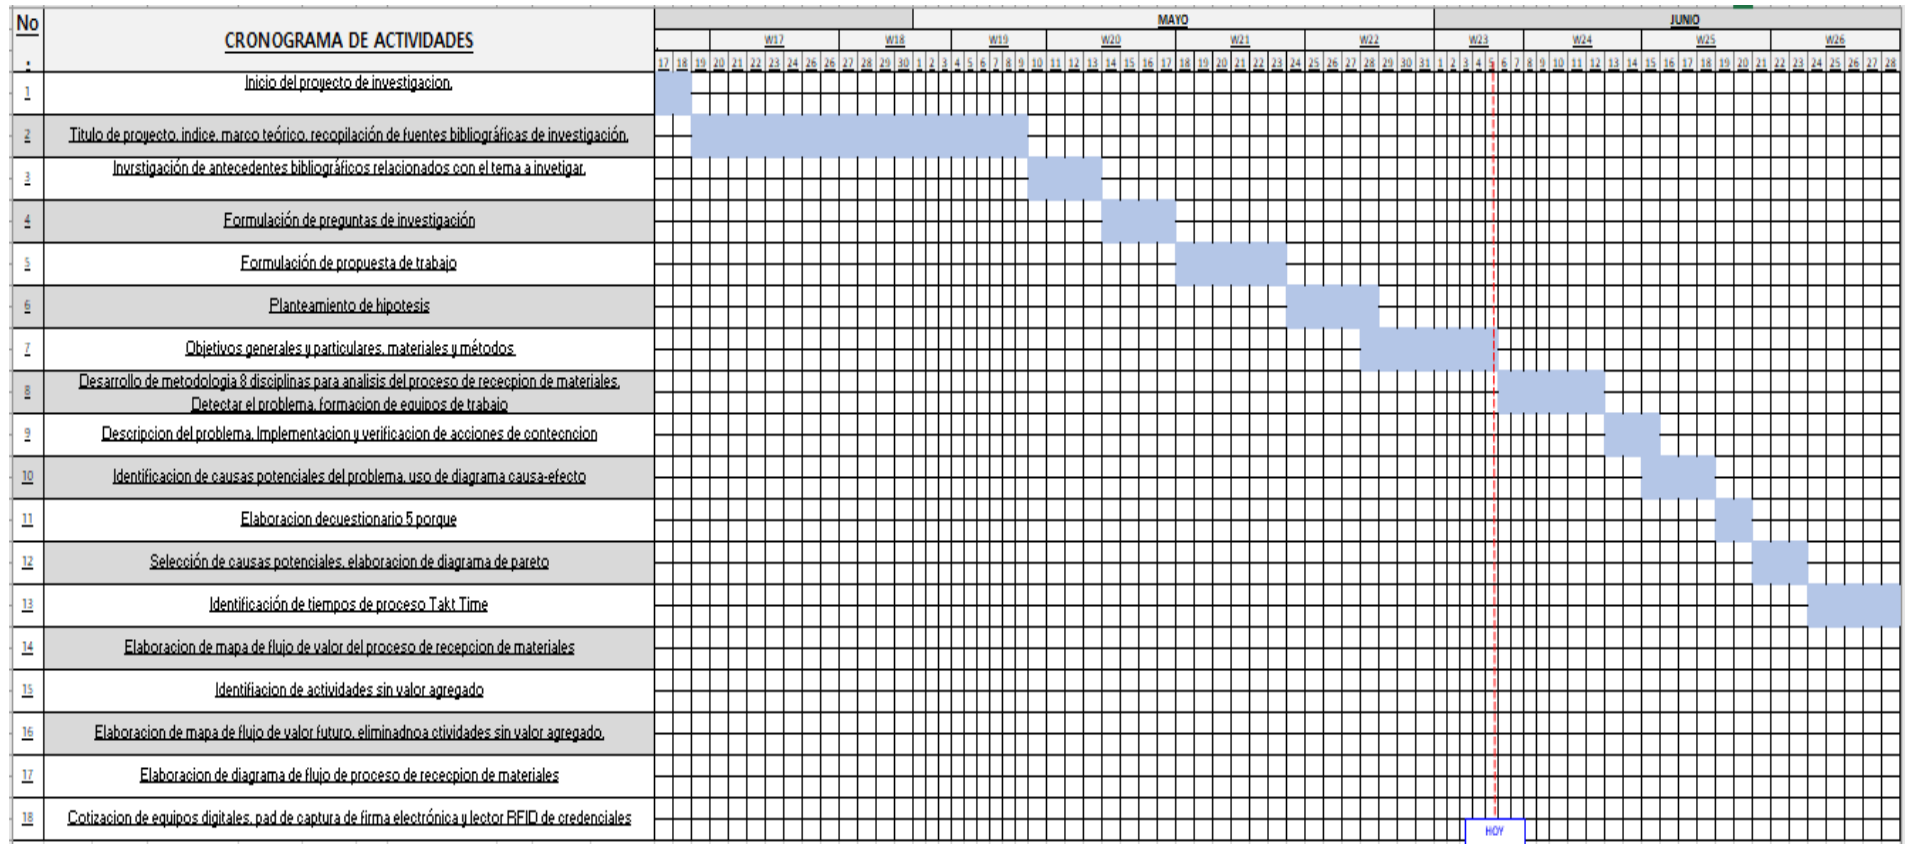 No
.
CRONOGRAMA DE ACTIVIDADES
MAYO
JUNIO
W17
W18
W19
W20
W21
W22
W23
W24
W25
W26
17 18 19 20 21 22 23 24 26 26 27 28 29 30 1 2 3 4 5 6 7 8 9 10 11 12 13 14 15 16 17 18 19 20 21 22 23 24 25 26 27 28 29 30 31 1 2 3 4 5 6 7 8 9 10 11 12 13 14 15 16 17 18 19 20 21 22 23 24 25 26 27 28
1 Inicio del proyecto de investigacion.
2 Titulo de proyecto, indice, marco teórico, recopilación de fuentes bibliográficas de investigación.
3 Invrstigación de antecedentes bibliográficos relacionados con el tema a invetigar.
4 Formulación de preguntas de investigación
5 Formulación de propuesta de trabajo
6 Planteamiento de hipotesis
7 Objetivos generales y particulares, materiales y métodos
8 Desarrollo de metodologia 8 disciplinas para analisis del proceso de rececpion de materiales.
Detectar el problema, formacion de equipos de trabajo
9 Descripcion del problema, Implementacion y verificacion de acciones de contecncion
10 Identificacion de causas potenciales del problema, uso de diagrama causa-efecto
11 Elaboracion decuestionario 5 porque
12 Selección de causas potenciales, elaboracion de diagrama de pareto
13 Identificación de tiempos de proceso Takt Time
14 Elaboracion de mapa de flujo de valor del proceso de recepcion de materiales
15 Identifiacion de actividades sin valor agregado
16 Elaboracion de mapa de flujo de valor futuro, eliminadnoa ctividades sin valor agregado.
17 Elaboracion de diagrama de flujo de proceso de rececpion de materiales
18 Cotizacion de equipos digitales, pad de captura de firma electrónica y lector RFID de credenciales
HOY